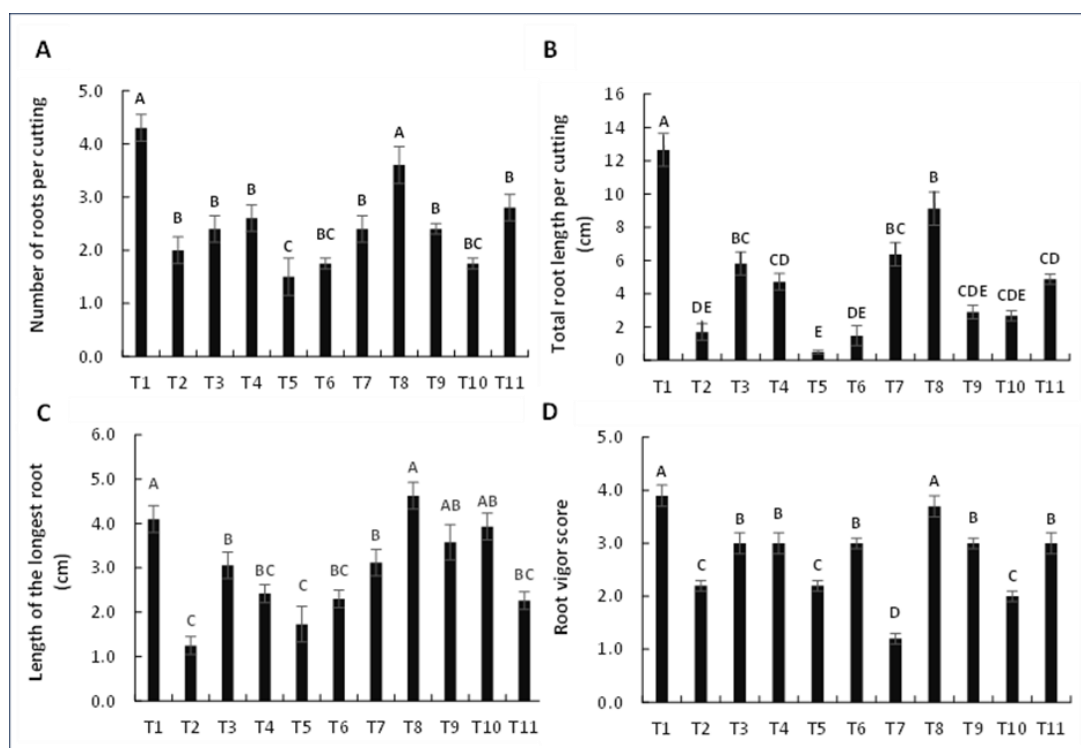 A
Number of roots per cutting
5.0
4.0
3.0
2.0
1.0
0.0
A B B B C BC B A B BC B
T1 T2 T3 T4 T5 T6 T7 T8 T9 T10 T11
B
Total root length per cutting
(cm)
16
14
12
10
8
6
4
2
0
A DE BC CD E DE BC B CDE CDE CD
T1 T2 T3 T4 T5 T6 T7 T8 T9 T10 T11
C
Length of the longest root
(cm)
6.0
5.0
4.0
3.0
2.0
1.0
0.0
A C B BC C BC B A AB AB BC
T1 T2 T3 T4 T5 T6 T7 T8 T9 T10 T11
D
Root vigor score
5.0
4.0
3.0
2.0
1.0
0.0
A C B B C B D A B C B
T1 T2 T3 T4 T5 T6 T7 T8 T9 T10 T11